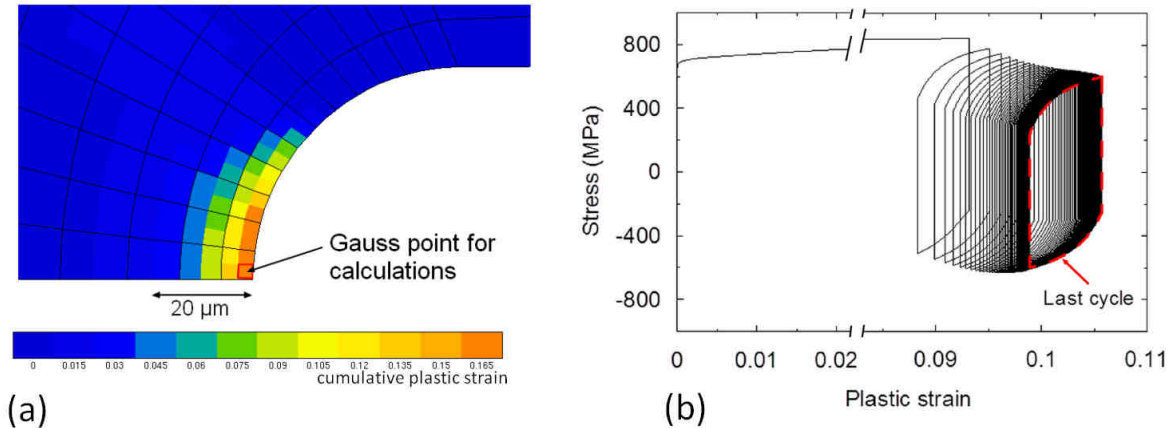 Gauss point for
calculations
20 µm
0 0.015 0.03 0.045 0.06 0.075 0.09 0.105 0.12 0.135 0.15 0.165
cumulative plastic strain
(a)
800
400
0
-400
-800
Stress (MPa)
Last cycle
0 0.01 0.02 0.09 0.1 0.11
Plastic strain
(b)